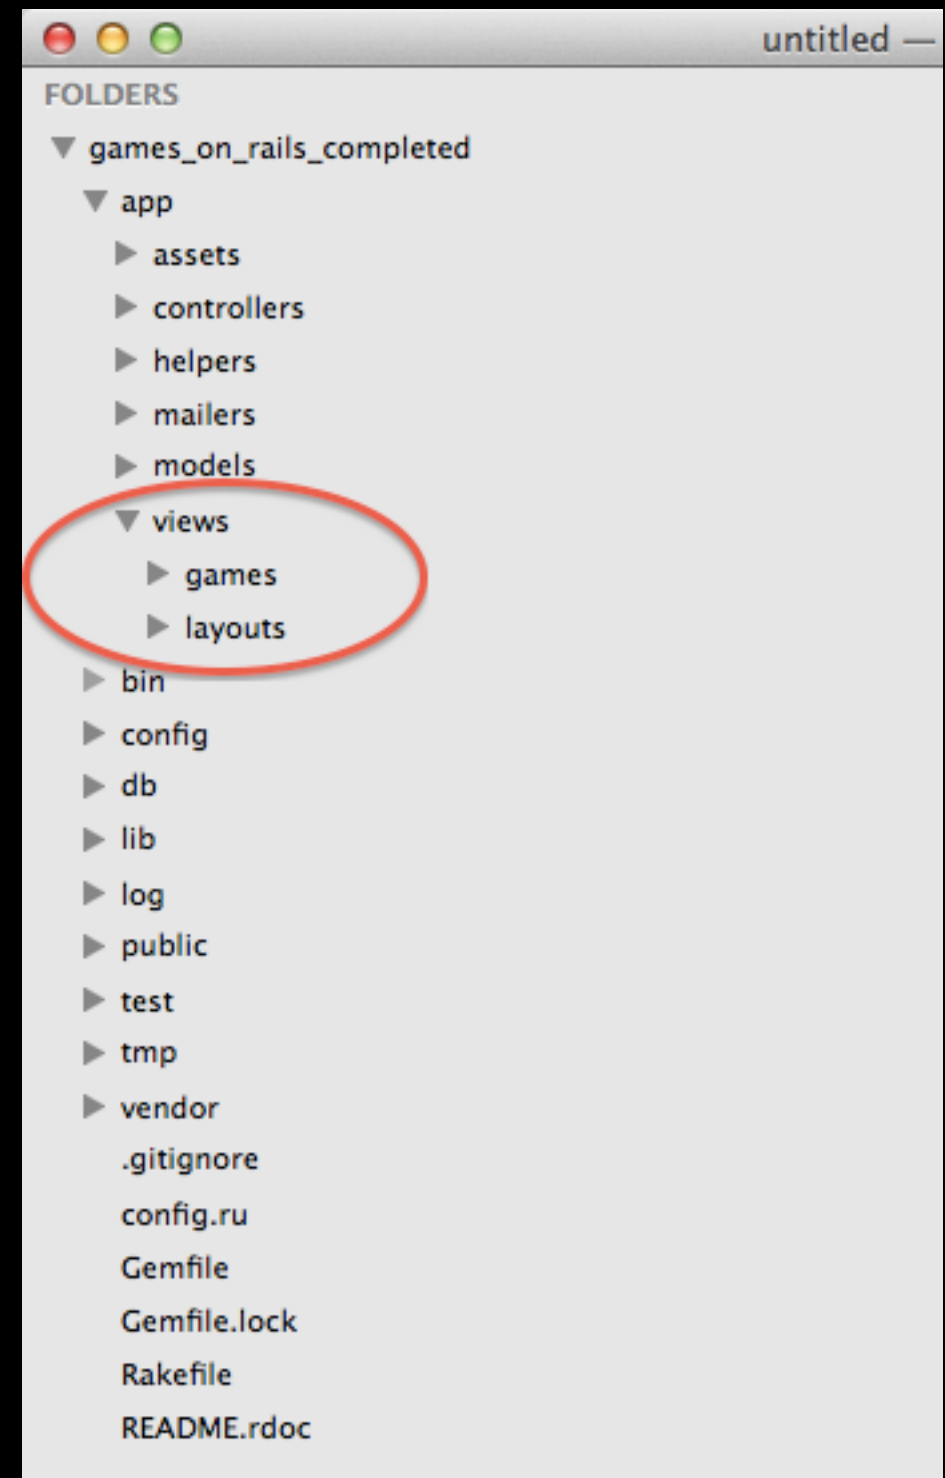 untitled —
FOLDERS
games_on_rails_completed
app
assets
controllers
helpers
mailers
models
views
games
layouts
bin
config
db
lib
log
public
test
tmp
vendor
.gitignore
config.ru
Gemfile
Gemfile.lock
Rakefile
README.rdoc